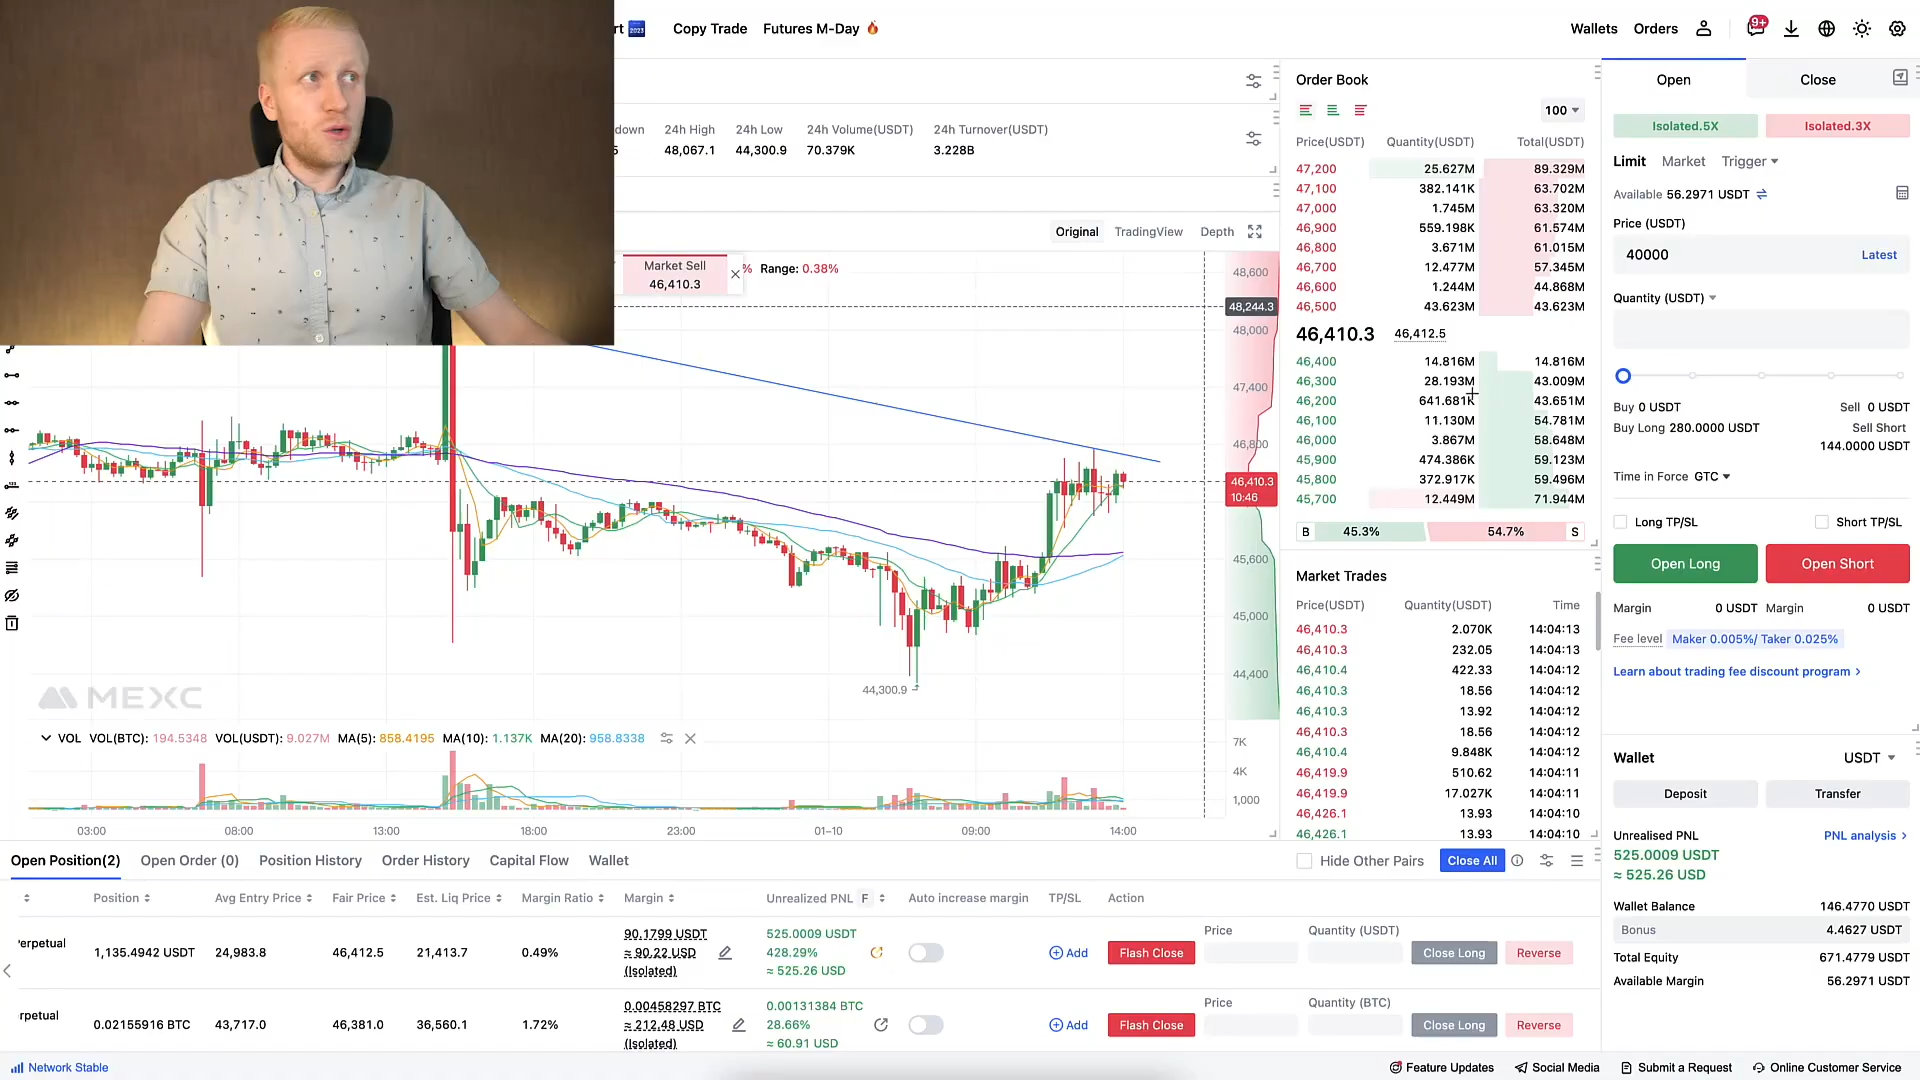 rt 2023 Copy Trade Futures M-Day
Wallets Orders 9+
down 24h High 24h Low 24h Volume(USDT) 24h Turnover(USDT)
5 48,067.1 44,300.9 70.379K 3.228B
Original TradingView Depth
Market Sell
46,410.3
% Range: 0.38%
48,600
48,244.3
48,000
47,400
46,800
46,410.3
10:46
45,600
45,000
44,400
44,300.9
MEXC
VOL VOL(BTC): 194.5348 VOL(USDT): 9.027M MA(5): 858.4195 MA(10): 1.137K MA(20): 958.8338
7K
4K
1,000
03:00 08:00 13:00 18:00 23:00 01-10 09:00 14:00
Order Book
100
Price(USDT) Quantity(USDT) Total(USDT)
47,200 25.627M 89.329M
47,100 382.141K 63.702M
47,000 1.745M 63.320M
46,900 559.198K 61.574M
46,800 3.671M 61.015M
46,700 12.477M 57.345M
46,600 1.244M 44.868M
46,500 43.623M 43.623M
46,410.3 46,412.5
46,400 14.816M 14.816M
46,300 28.193M 43.009M
46,200 641.681K 43.651M
46,100 11.130M 54.781M
46,000 3.867M 58.648M
45,900 474.386K 59.123M
45,800 372.917K 59.496M
45,700 12.449M 71.944M
B 45.3% 54.7% S
Market Trades
Price(USDT) Quantity(USDT) Time
46,410.3 2.070K 14:04:13
46,410.3 232.05 14:04:13
46,410.4 422.33 14:04:12
46,410.3 18.56 14:04:12
46,410.3 13.92 14:04:12
46,410.3 18.56 14:04:12
46,410.4 9.848K 14:04:12
46,419.9 510.62 14:04:11
46,419.9 17.027K 14:04:11
46,426.1 13.93 14:04:10
46,426.1 13.93 14:04:10
Open Close
Isolated.5X Isolated.3X
Limit Market Trigger
Available 56.2971 USDT
Price (USDT)
40000 Latest
Quantity (USDT)
Buy 0 USDT Sell 0 USDT
Buy Long 280.0000 USDT Sell Short
144.0000 USDT
Time in Force GTC
Long TP/SL Short TP/SL
Open Long Open Short
Margin 0 USDT Margin 0 USDT
Fee level Maker 0.005%/ Taker 0.025%
Learn about trading fee discount program >
Wallet USDT
Deposit Transfer
Unrealised PNL PNL analysis >
525.0009 USDT
≈ 525.26 USD
Wallet Balance 146.4770 USDT
Bonus 4.4627 USDT
Total Equity 671.4779 USDT
Available Margin 56.2971 USDT
Open Position(2) Open Order (0) Position History Order History Capital Flow Wallet
Hide Other Pairs Close All
Position Avg Entry Price Fair Price Est. Liq Price Margin Ratio Margin Unrealized PNL F Auto increase margin TP/SL Action
erpetual 1,135.4942 USDT 24,983.8 46,412.5 21,413.7 0.49%
90.1799 USDT
≈ 90.22 USD
(Isolated)
525.0009 USDT
428.29%
≈ 525.26 USD
Add Flash Close
Price Quantity (USDT)
Close Long Reverse
rpetual 0.02155916 BTC 43,717.0 46,381.0 36,560.1 1.72%
0.00458297 BTC
≈ 212.48 USD
(Isolated)
0.00131384 BTC
28.66%
≈ 60.91 USD
Add Flash Close
Price Quantity (BTC)
Close Long Reverse
Network Stable
Feature Updates Social Media Submit a Request Online Customer Service